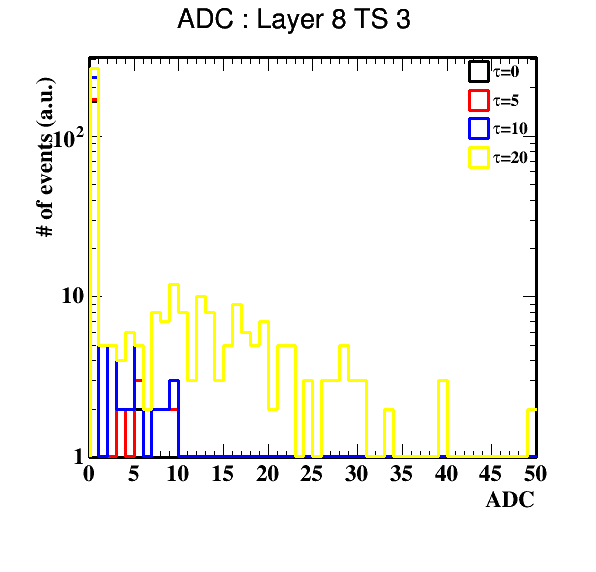 ADC : Layer 8 TS 3
# of events (a.u.)
10²
10
1
τ=0
τ=5
τ=10
τ=20
0 5 10 15 20 25 30 35 40 45 50
ADC